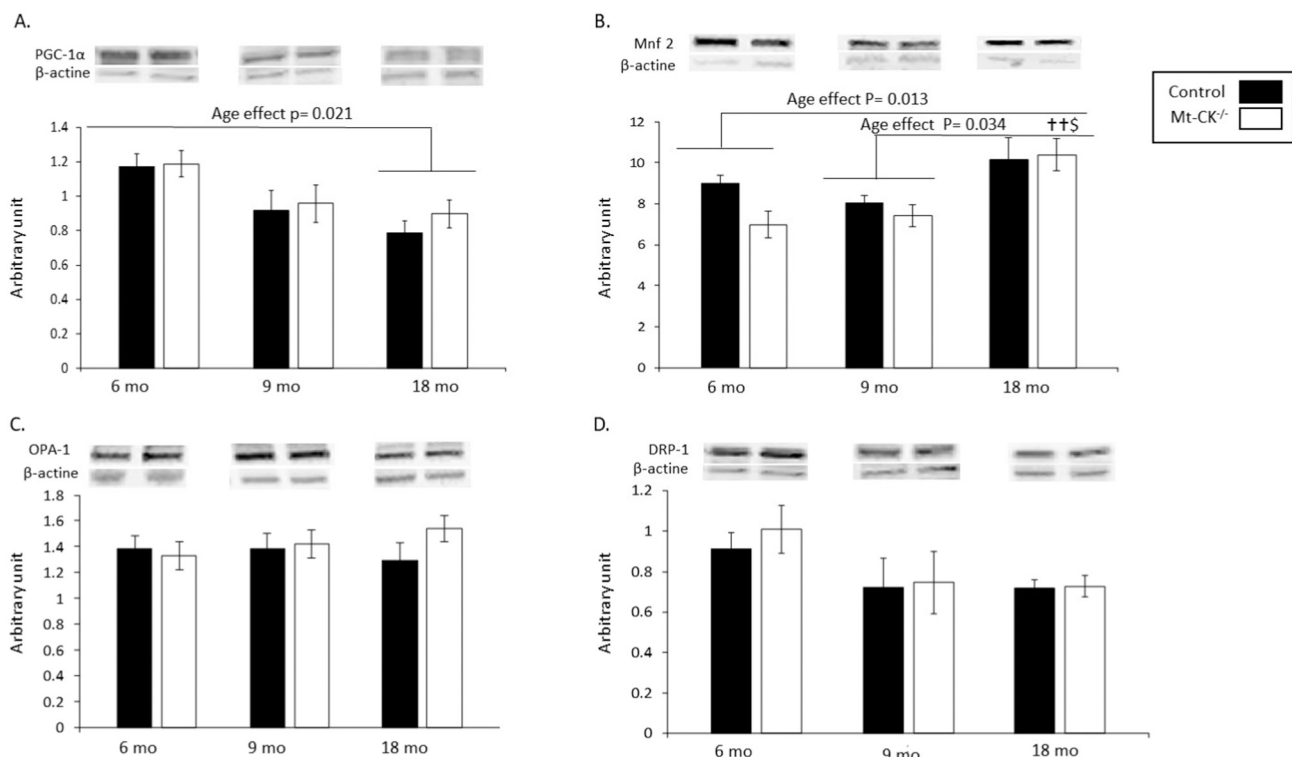 A.
PGC-1α
β-actine
Age effect p= 0.021
Arbitrary unit
1.4
1.2
1
0.8
0.6
0.4
0.2
0
6 mo
9 mo
18 mo
B.
Mnf 2
β-actine
Age effect P= 0.013
Age effect P= 0.034
††$
Arbitrary unit
12
10
8
6
4
2
0
6 mo
9 mo
18 mo
Control
Mt-CK-/-
C.
OPA-1
β-actine
Arbitrary unit
1.8
1.6
1.4
1.2
1
0.8
0.6
0.4
0.2
0
6 mo
9 mo
18 mo
D.
DRP-1
β-actine
Arbitrary unit
1.2
1
0.8
0.6
0.4
0.2
0
6 mo
9 mo
18 mo